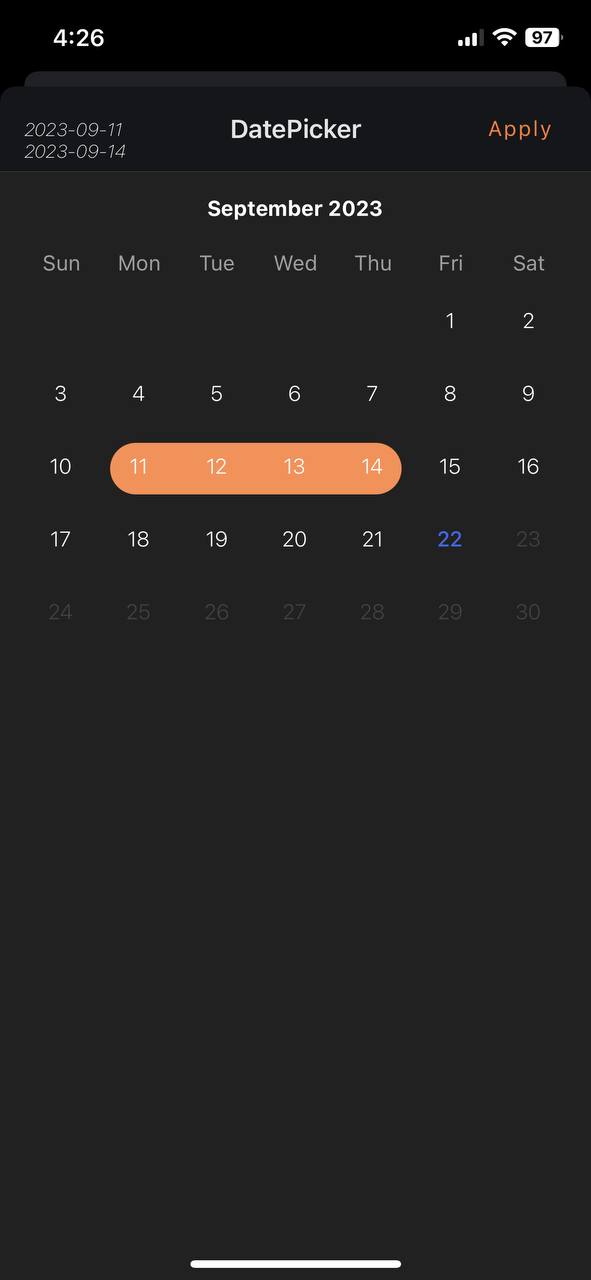 4:26
97
2023-09-11
2023-09-14
DatePicker
Apply
September 2023
Sun Mon Tue Wed Thu Fri Sat
1 2
3 4 5 6 7 8 9
10 11 12 13 14 15 16
17 18 19 20 21 22 23
24 25 26 27 28 29 30